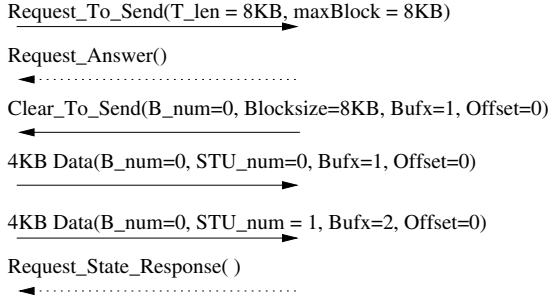 Request_To_Send(T_len = 8KB, maxBlock = 8KB)
Request_Answer()
Clear_To_Send(B_num=0, Blocksize=8KB, Bufx=1, Offset=0)
4KB Data(B_num=0, STU_num=0, Bufx=1, Offset=0)
4KB Data(B_num=0, STU_num = 1, Bufx=2, Offset=0)
Request_State_Response( )